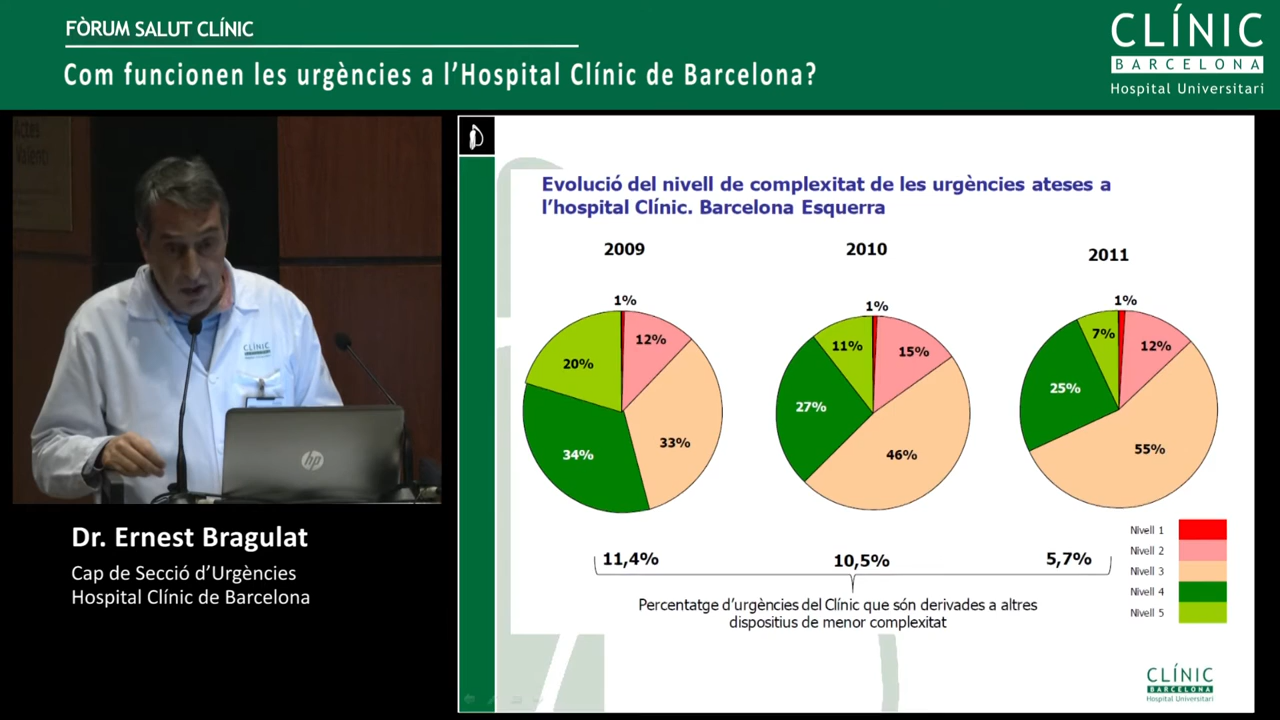 FÒRUM SALUT CLÍNIC
Com funcionen les urgències a l'Hospital Clínic de Barcelona?
CLÍNIC
BARCELONA
Hospital Universitari
Actes
Valentí
CLÍNIC
hp
Dr. Ernest Bragulat
Cap de Secció d'Urgències
Hospital Clínic de Barcelona
Evolució del nivell de complexitat de les urgències ateses a
l'hospital Clínic. Barcelona Esquerra
2009
2010
2011
1%
12%
33%
34%
20%
1%
15%
46%
27%
11%
1%
12%
55%
25%
7%
11,4%
10,5%
5,7%
Percentatge d'urgències del Clínic que són derivades a altres
dispositius de menor complexitat
Nivell 1
Nivell 2
Nivell 3
Nivell 4
Nivell 5
CLÍNIC
BARCELONA
Hospital Universitari